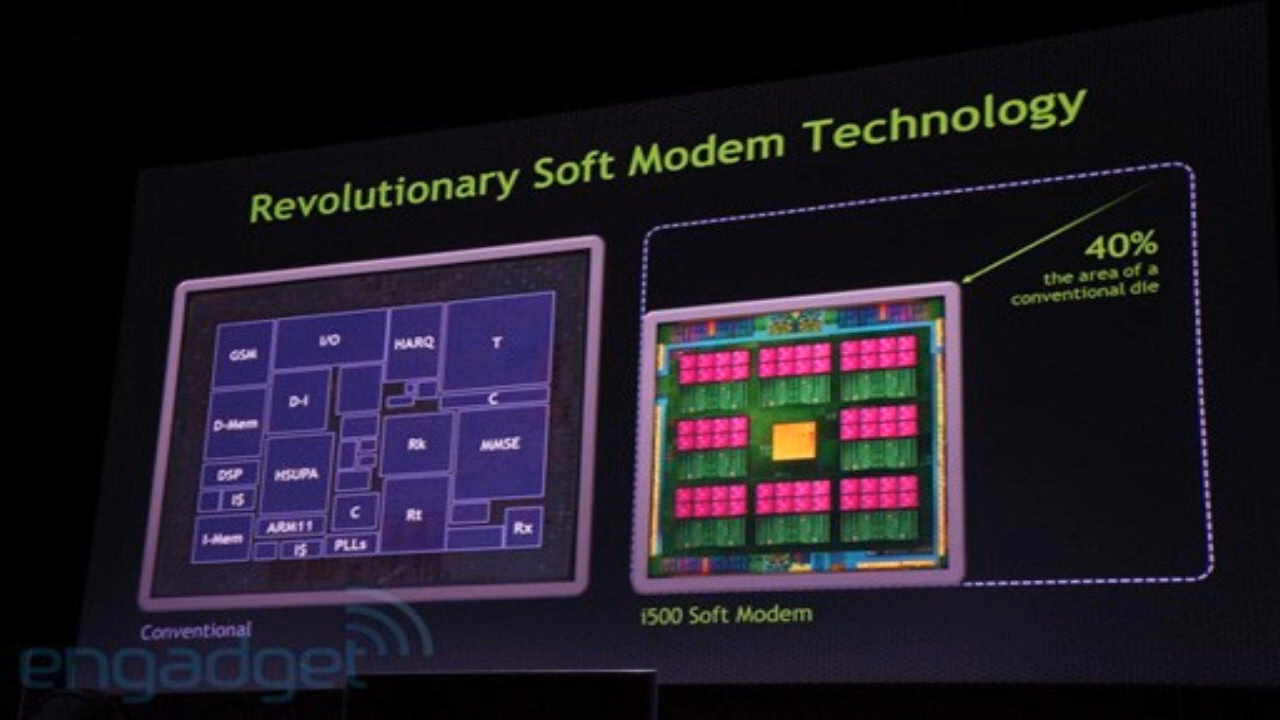 Revolutionary Soft Modem Technology
40%
the area of a
conventional die
GSM
I/O
HARQ
T
D-Mem
D-I
C
DSP
HSUPA
Rk
MMSE
IS
I-Mem
ARM11
C
Rt
Rx
IS
PLLs
Conventional
i500 Soft Modem
engadget